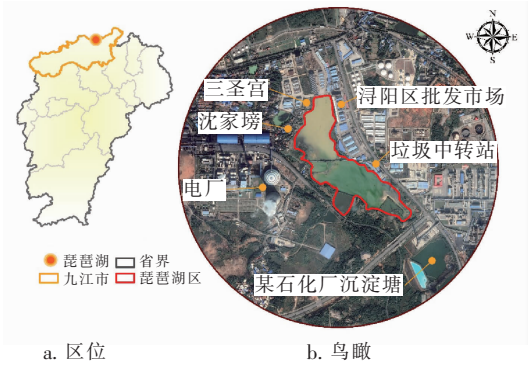 N
W E
S
三圣宫
浔阳区批发市场
沈家塝
垃圾中转站
电厂
琵琶湖 省界
九江市 琵琶湖区
某石化厂沉淀塘
a. 区位 b. 鸟瞰